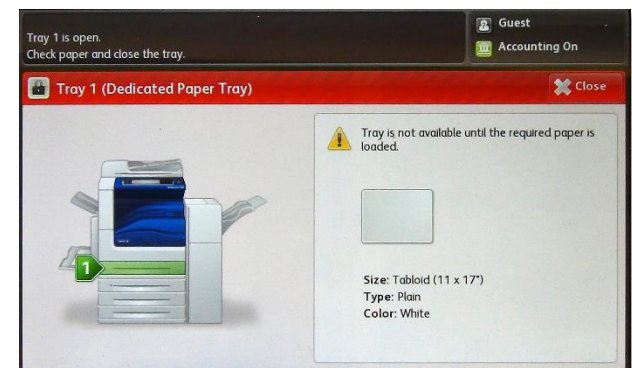 Tray 1 is open.
Check paper and close the tray.
Guest
Accounting On
Tray 1 (Dedicated Paper Tray)
Close
Tray is not available until the required paper is
loaded.
1
Size: Tabloid (11 x 17")
Type: Plain
Color: White